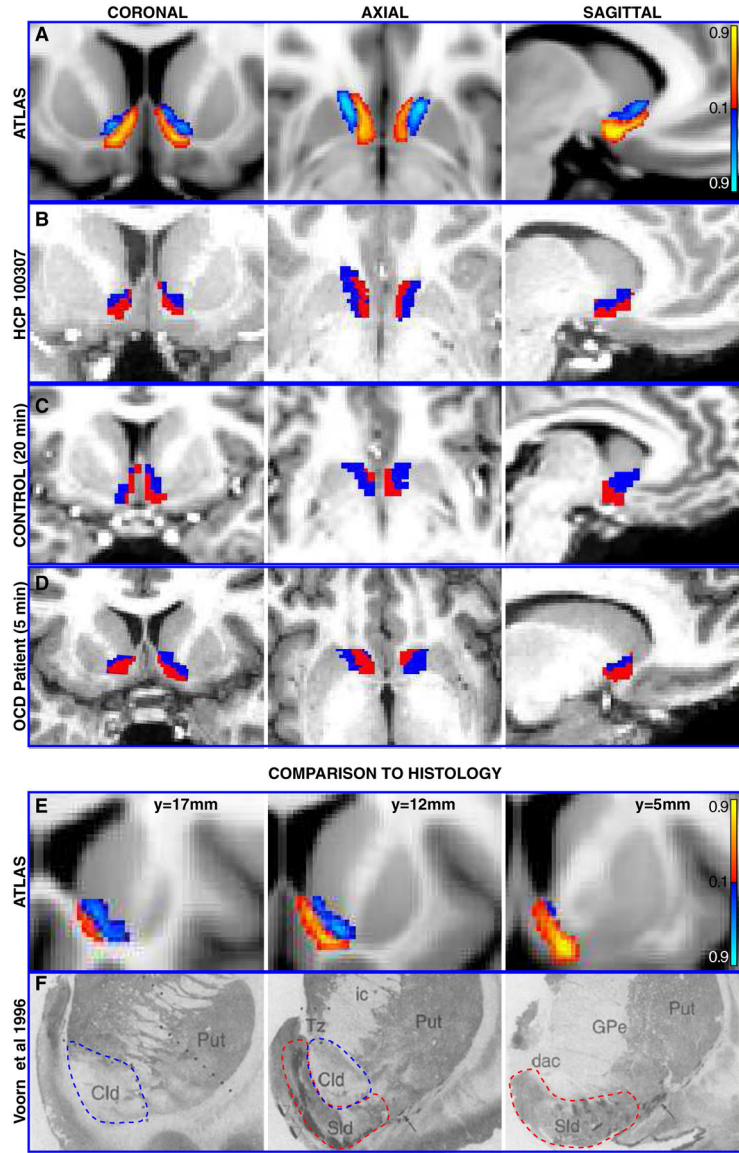 CORONAL AXIAL SAGITTAL
A
ATLAS
0.9
0.1
0.9
B
HCP 100307
C
CONTROL (20 min)
D
OCD Patient (5 min)
COMPARISON TO HISTOLOGY
E
ATLAS
y=17mm y=12mm y=5mm
0.9
0.1
0.9
F
Voorn et al 1996
Put
Cld
ic
Tz
Put
Cld
Sld
GPe
Put
dac
Sld